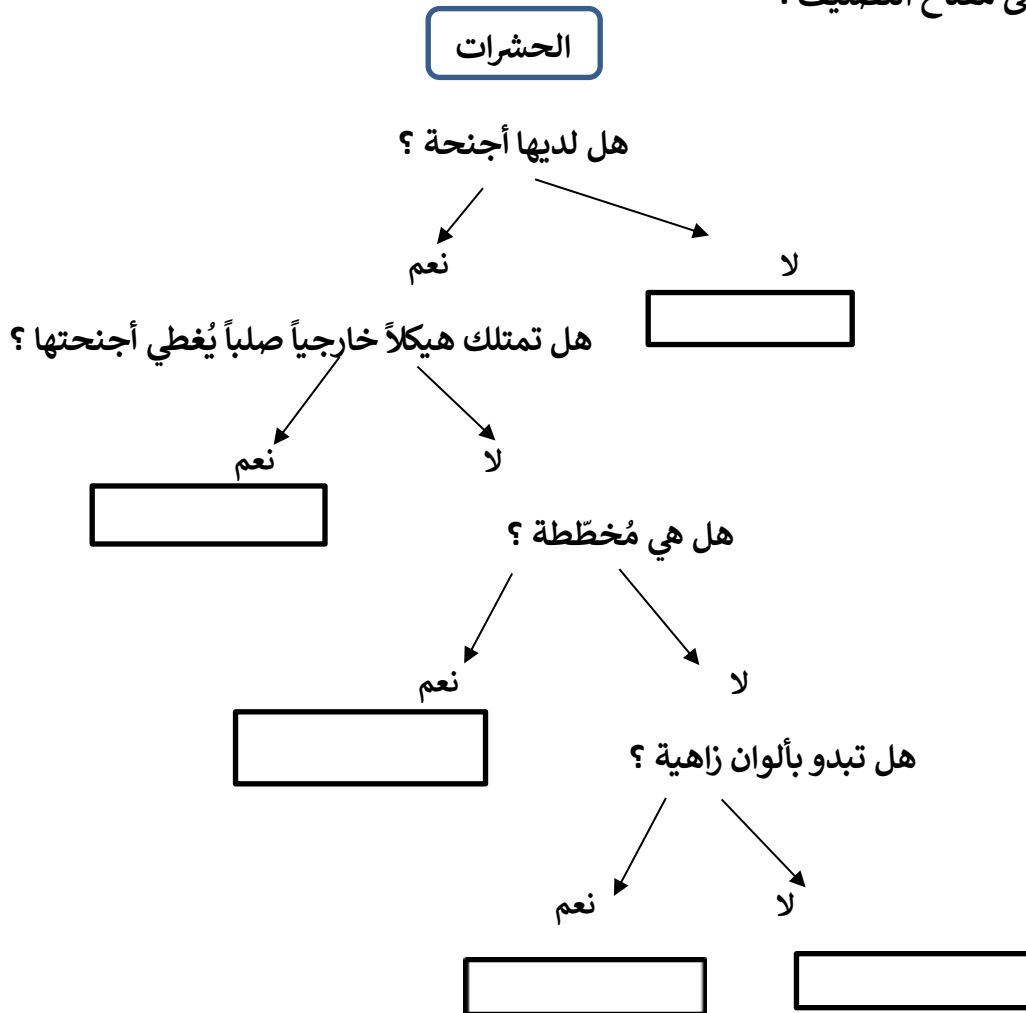 الحشرات
هل لديها أجنحة ؟
نعم
لا
هل تمتلك هيكلاً خارجياً صلباً يُغطي أجنحتها ؟
نعم
لا
هل هي مُخطّطة ؟
نعم
لا
هل تبدو بألوان زاهية ؟
نعم
لا